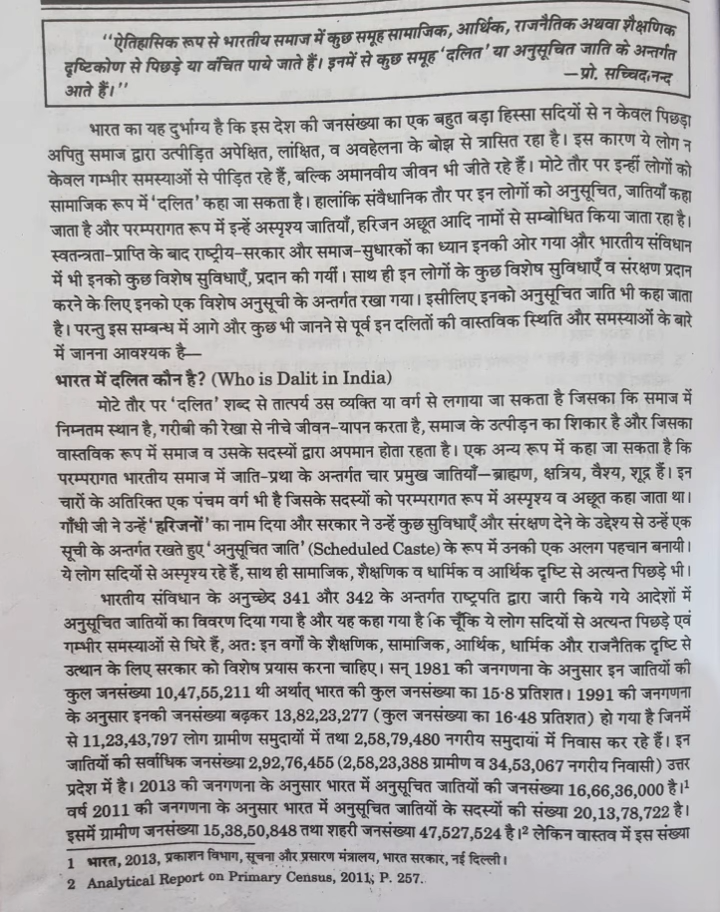 ‘‘ऐतिहासिक रूप से भारतीय समाज में कुछ समूह सामाजिक, आर्थिक, राजनैतिक अथवा शैक्षणिक
दृष्टिकोण से पिछड़े या वंचित पाये जाते हैं। इनमें से कुछ समूह ‘दलित’ या अनुसूचित जाति के अन्तर्गत
आते हैं।’’
—प्रो. सच्चिदानन्द
भारत का यह दुर्भाग्य है कि इस देश की जनसंख्या का एक बहुत बड़ा हिस्सा सदियों से न केवल पिछड़ा
अपितु समाज द्वारा उत्पीड़ित अपेक्षित, लांक्षित, व अवहेलना के बोझ से त्रासित रहा है। इस कारण ये लोग न
केवल गम्भीर समस्याओं से पीड़ित रहे हैं, बल्कि अमानवीय जीवन भी जीते रहे हैं। मोटे तौर पर इन्हीं लोगों को
सामाजिक रूप में ‘दलित’ कहा जा सकता है। हालांकि संवैधानिक तौर पर इन लोगों को अनुसूचित, जातियाँ कहा
जाता है और परम्परागत रूप में इन्हें अस्पृश्य जातियाँ, हरिजन अछूत आदि नामों से सम्बोधित किया जाता रहा है।
स्वतन्त्रता-प्राप्ति के बाद राष्ट्रीय-सरकार और समाज-सुधारकों का ध्यान इनकी ओर गया और भारतीय संविधान
में भी इनको कुछ विशेष सुविधाएँ, प्रदान की गयीं। साथ ही इन लोगों के कुछ विशेष सुविधाएँ व संरक्षण प्रदान
करने के लिए इनको एक विशेष अनुसूची के अन्तर्गत रखा गया। इसीलिए इनको अनुसूचित जाति भी कहा जाता
है। परन्तु इस सम्बन्ध में आगे और कुछ भी जानने से पूर्व इन दलितों की वास्तविक स्थिति और समस्याओं के बारे
में जानना आवश्यक है—
भारत में दलित कौन है? (Who is Dalit in India)
मोटे तौर पर ‘दलित’ शब्द से तात्पर्य उस व्यक्ति या वर्ग से लगाया जा सकता है जिसका कि समाज में
निम्नतम स्थान है, गरीबी की रेखा से नीचे जीवन-यापन करता है, समाज के उत्पीड़न का शिकार है और जिसका
वास्तविक रूप में समाज व उसके सदस्यों द्वारा अपमान होता रहता है। एक अन्य रूप में कहा जा सकता है कि
परम्परागत भारतीय समाज में जाति-प्रथा के अन्तर्गत चार प्रमुख जातियाँ—ब्राह्मण, क्षत्रिय, वैश्य, शूद्र हैं। इन
चारों के अतिरिक्त एक पंचम वर्ग भी है जिसके सदस्यों को परम्परागत रूप में अस्पृश्य व अछूत कहा जाता था।
गाँधी जी ने उन्हें ‘हरिजनों’ का नाम दिया और सरकार ने उन्हें कुछ सुविधाएँ और संरक्षण देने के उद्देश्य से उन्हें एक
सूची के अन्तर्गत रखते हुए ‘अनुसूचित जाति’ (Scheduled Caste) के रूप में उनकी एक अलग पहचान बनायी।
ये लोग सदियों से अस्पृश्य रहे हैं, साथ ही सामाजिक, शैक्षणिक व धार्मिक व आर्थिक दृष्टि से अत्यन्त पिछड़े भी।
भारतीय संविधान के अनुच्छेद 341 और 342 के अन्तर्गत राष्ट्रपति द्वारा जारी किये गये आदेशों में
अनुसूचित जातियों का विवरण दिया गया है और यह कहा गया है कि चूँकि ये लोग सदियों से अत्यन्त पिछड़े एवं
गम्भीर समस्याओं से घिरे हैं, अत: इन वर्गों के शैक्षणिक, सामाजिक, आर्थिक, धार्मिक और राजनैतिक दृष्टि से
उत्थान के लिए सरकार को विशेष प्रयास करना चाहिए। सन् 1981 की जनगणना के अनुसार इन जातियों की
कुल जनसंख्या 10,47,55,211 थी अर्थात् भारत की कुल जनसंख्या का 15·8 प्रतिशत। 1991 की जनगणना
के अनुसार इनकी जनसंख्या बढ़कर 13,82,23,277 (कुल जनसंख्या का 16·48 प्रतिशत) हो गया है जिनमें
से 11,23,43,797 लोग ग्रामीण समुदायों में तथा 2,58,79,480 नगरीय समुदायों में निवास कर रहे हैं। इन
जातियों की सर्वाधिक जनसंख्या 2,92,76,455 (2,58,23,388 ग्रामीण व 34,53,067 नगरीय निवासी) उत्तर
प्रदेश में है। 2013 की जनगणना के अनुसार भारत में अनुसूचित जातियों की जनसंख्या 16,66,36,000 है।¹
वर्ष 2011 की जनगणना के अनुसार भारत में अनुसूचित जातियों के सदस्यों की संख्या 20,13,78,722 है।
इसमें ग्रामीण जनसंख्या 15,38,50,848 तथा शहरी जनसंख्या 47,527,524 है।² लेकिन वास्तव में इस संख्या
1 भारत, 2013, प्रकाशन विभाग, सूचना और प्रसारण मंत्रालय, भारत सरकार, नई दिल्ली।
2 Analytical Report on Primary Census, 2011; P. 257.